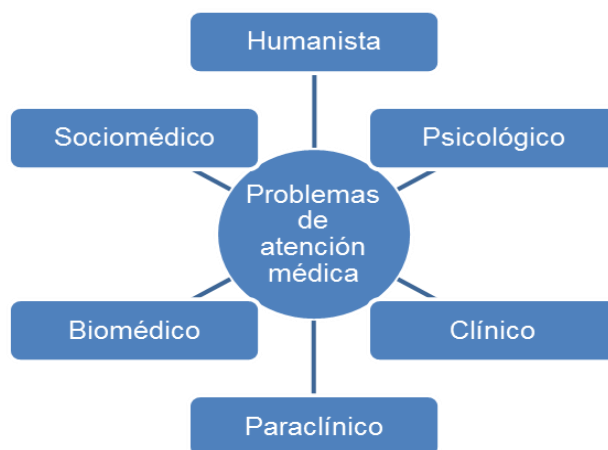 Humanista
Sociomédico
Psicológico
Problemas
de
atención
médica
Biomédico
Clínico
Paraclínico